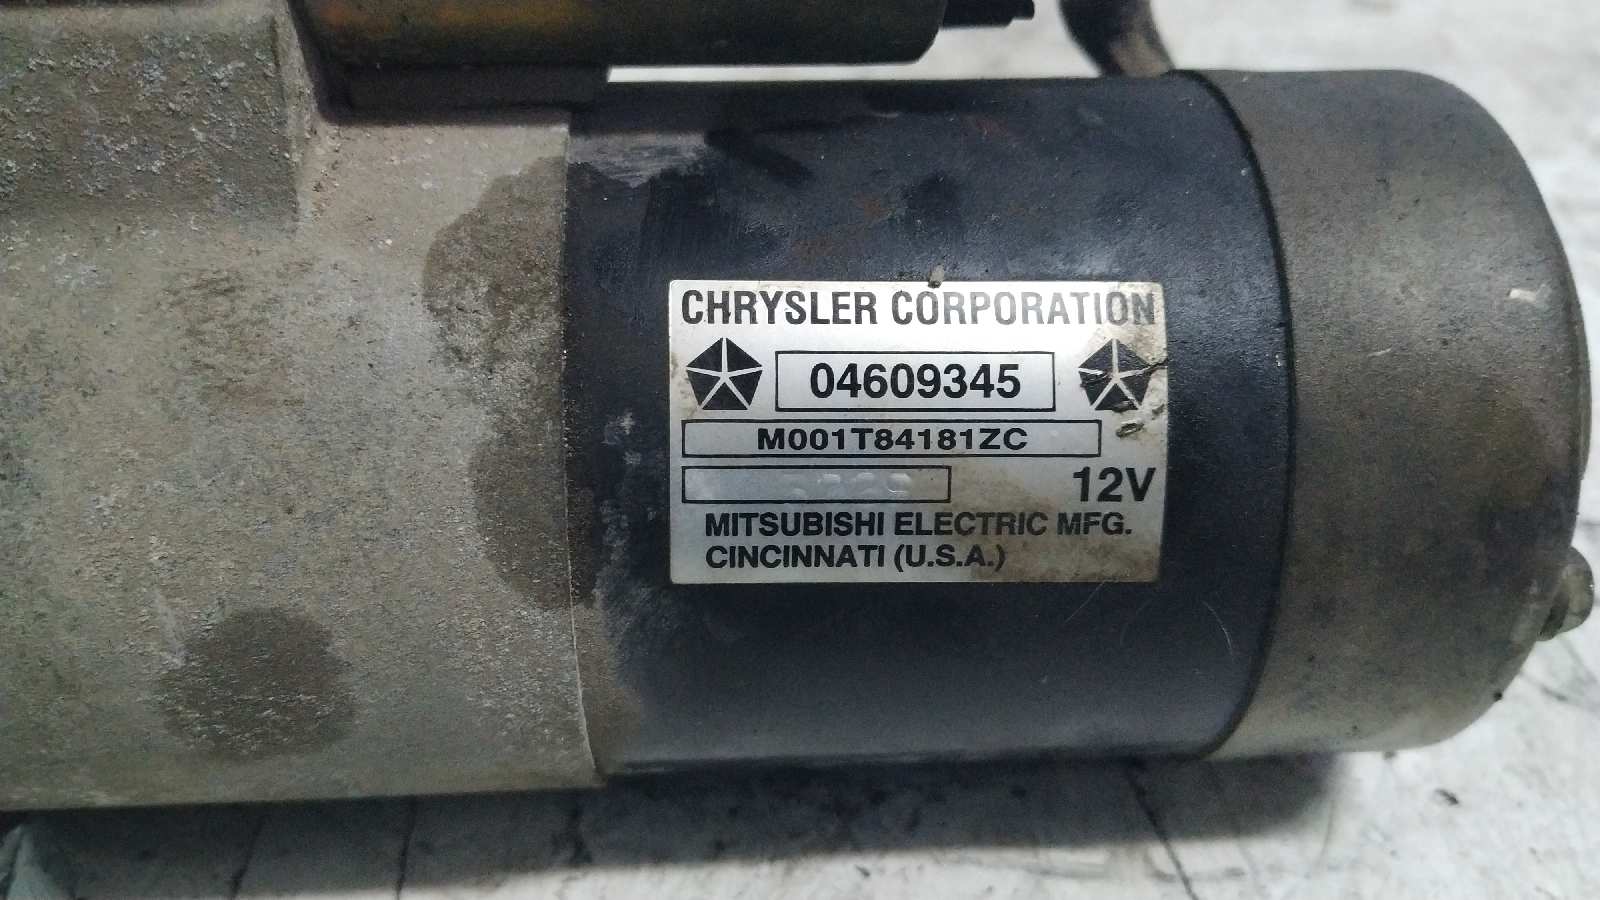 CHRYSLER CORPORATION
04609345
M001T84181ZC
12V
MITSUBISHI ELECTRIC MFG.
CINCINNATI (U.S.A.)